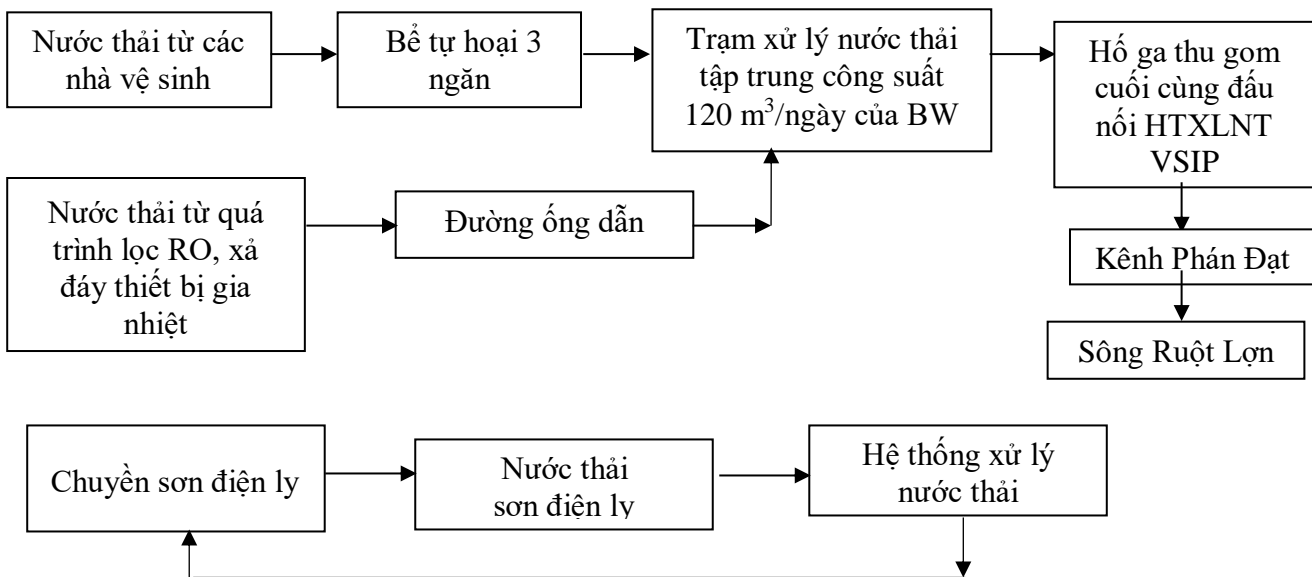 Nước thải từ các
nhà vệ sinh
Bể tự hoại 3
ngăn
Trạm xử lý nước thải
tập trung công suất
120 m³/ngày của BW
Hố ga thu gom
cuối cùng đấu
nối HTXLNT
VSIP
Nước thải từ quá
trình lọc RO, xả
đáy thiết bị gia
nhiệt
Đường ống dẫn
Kênh Phán Đạt
Sông Ruột Lợn
Chuyền sơn điện ly
Nước thải
sơn điện ly
Hệ thống xử lý
nước thải